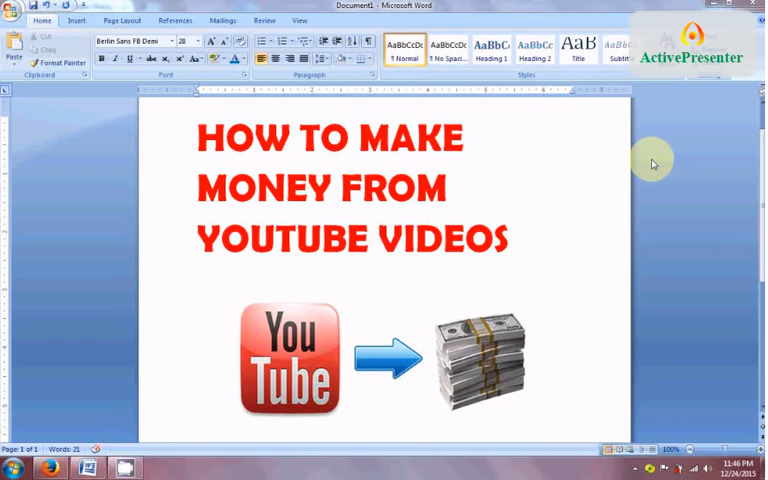 Document1 - Microsoft Word
Home Insert Page Layout References Mailings Review View
ActivePresenter
Paste
Cut
Copy
Format Painter
Clipboard
Berlin Sans FB Demi 28
Font
Paragraph
AaBbCcDc AaBbCcDc AaBbC AaBbCc AaB AaBbCc
¶ Normal ¶ No Spaci... Heading 1 Heading 2 Title Subtit
Styles
HOW TO MAKE
MONEY FROM
YOUTUBE VIDEOS
You
Tube
Page: 1 of 1 Words: 21
100%
11:46 PM
12/24/2015